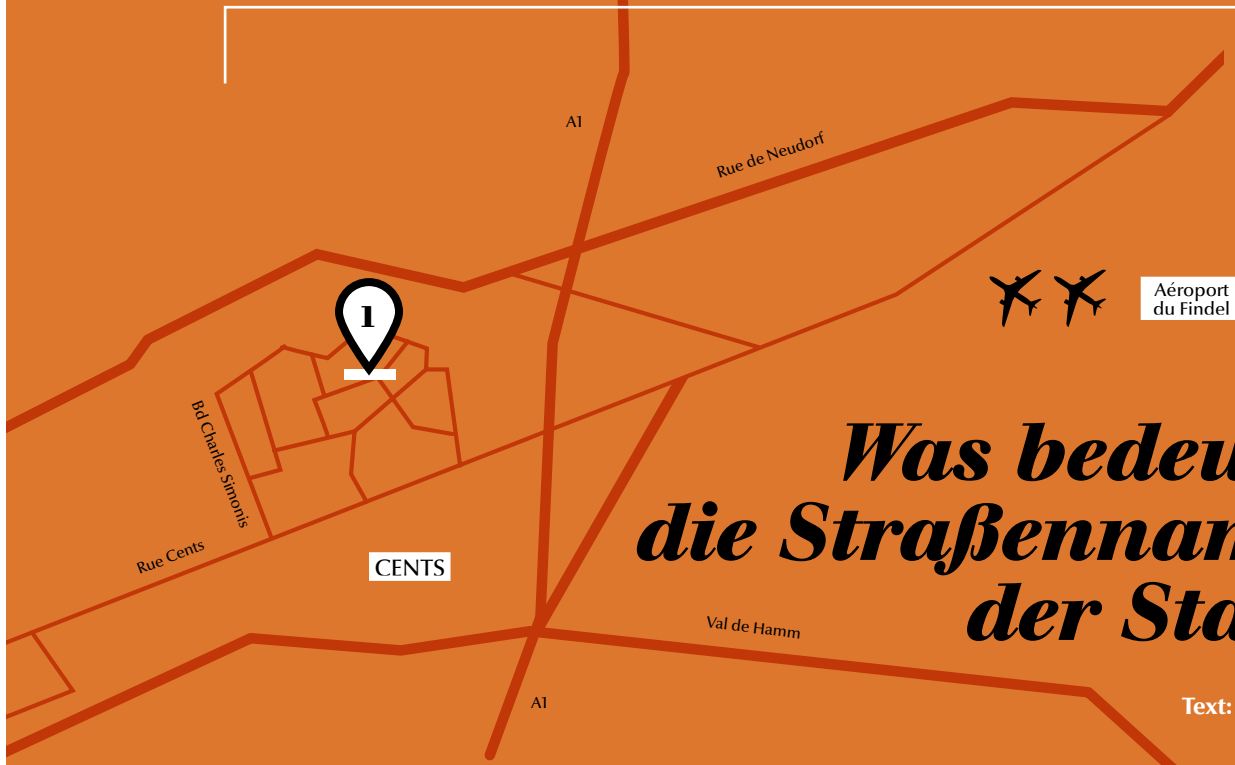 A1
Rue de Neudorf
Aéroport
du Findel
1
Bd Charles Simonis
Was bedeu
die Straßennan
der Sta
Rue Cents
CENTS
Val de Hamm
A1
Text: